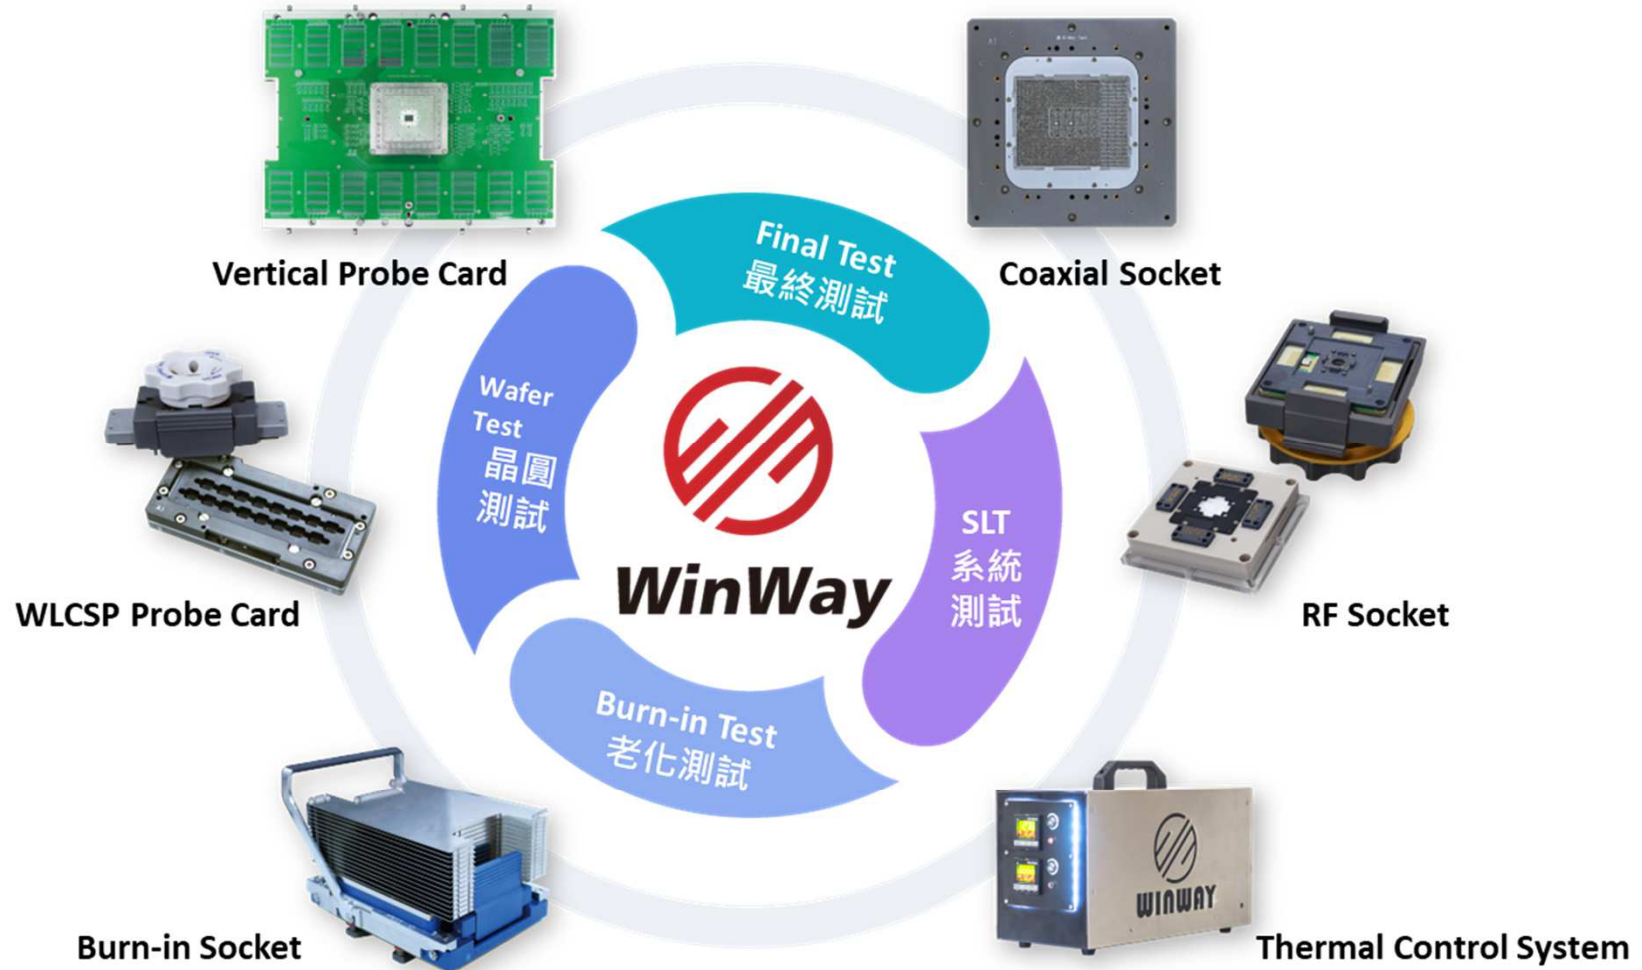 Vertical Probe Card
Coaxial Socket
Final Test
最終測試
Wafer
Test
晶圓
測試
WinWay
SLT
系統
測試
WLCSP Probe Card
RF Socket
Burn-in Test
老化測試
WINWAY
Burn-in Socket
Thermal Control System